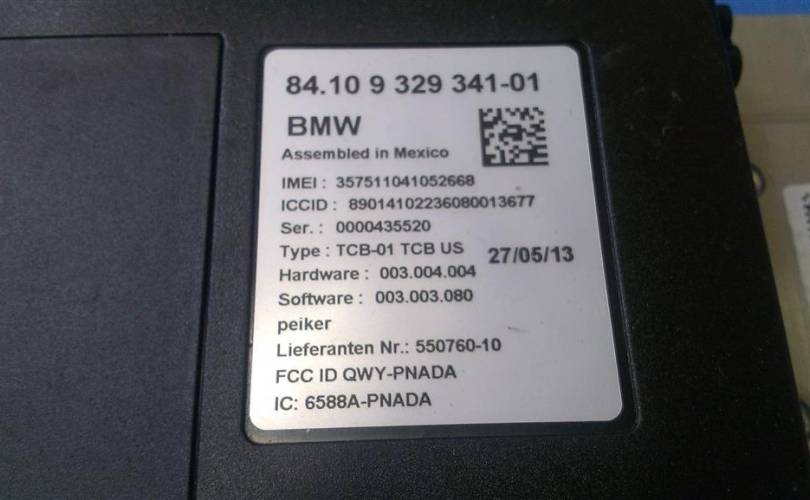 84.10 9 329 341-01
BMW
Assembled in Mexico
IMEI : 357511041052668
ICCID : 89014102236080013677
Ser. : 0000435520
Type : TCB-01 TCB US 27/05/13
Hardware : 003.004.004
Software : 003.003.080
peiker
Lieferanten Nr.: 550760-10
FCC ID QWY-PNADA
IC: 6588A-PNADA